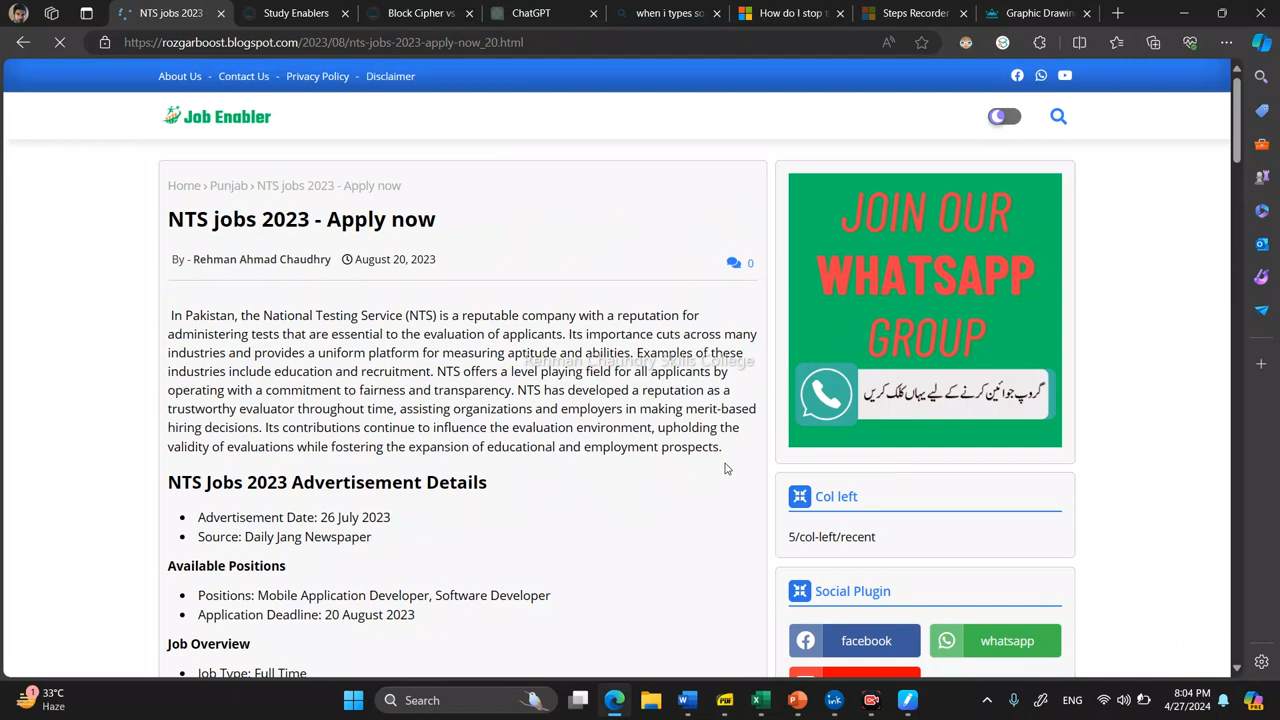 NTS jobs 2023
Study Enablers
Block Cipher v
ChatGPT
when i types sc
How do I stop t
Steps Recorder
Graphic Drawin
https://rozgarboost.blogspot.com/2023/08/nts-jobs-2023-apply-now_20.html
About Us - Contact Us - Privacy Policy - Disclaimer
Job Enabler
Home › Punjab › NTS jobs 2023 - Apply now
NTS jobs 2023 - Apply now
By - Rehman Ahmad Chaudhry August 20, 2023
0
In Pakistan, the National Testing Service (NTS) is a reputable company with a reputation for
administering tests that are essential to the evaluation of applicants. Its importance cuts across many
industries and provides a uniform platform for measuring aptitude and abilities. Examples of these
industries include education and recruitment. NTS offers a level playing field for all applicants by
operating with a commitment to fairness and transparency. NTS has developed a reputation as a
trustworthy evaluator throughout time, assisting organizations and employers in making merit-based
hiring decisions. Its contributions continue to influence the evaluation environment, upholding the
validity of evaluations while fostering the expansion of educational and employment prospects.
Rehman Chaudhry Skills College
NTS Jobs 2023 Advertisement Details
Advertisement Date: 26 July 2023
Source: Daily Jang Newspaper
Available Positions
Positions: Mobile Application Developer, Software Developer
Application Deadline: 20 August 2023
Job Overview
Job Type: Full Time
JOIN OUR
WHATSAPP
GROUP
گروپ جوائین کرنے کے لیے یہاں کلک کریں
Col left
5/col-left/recent
Social Plugin
facebook
whatsapp
1
33°C
Haze
Search
ENG
8:04 PM
4/27/2024